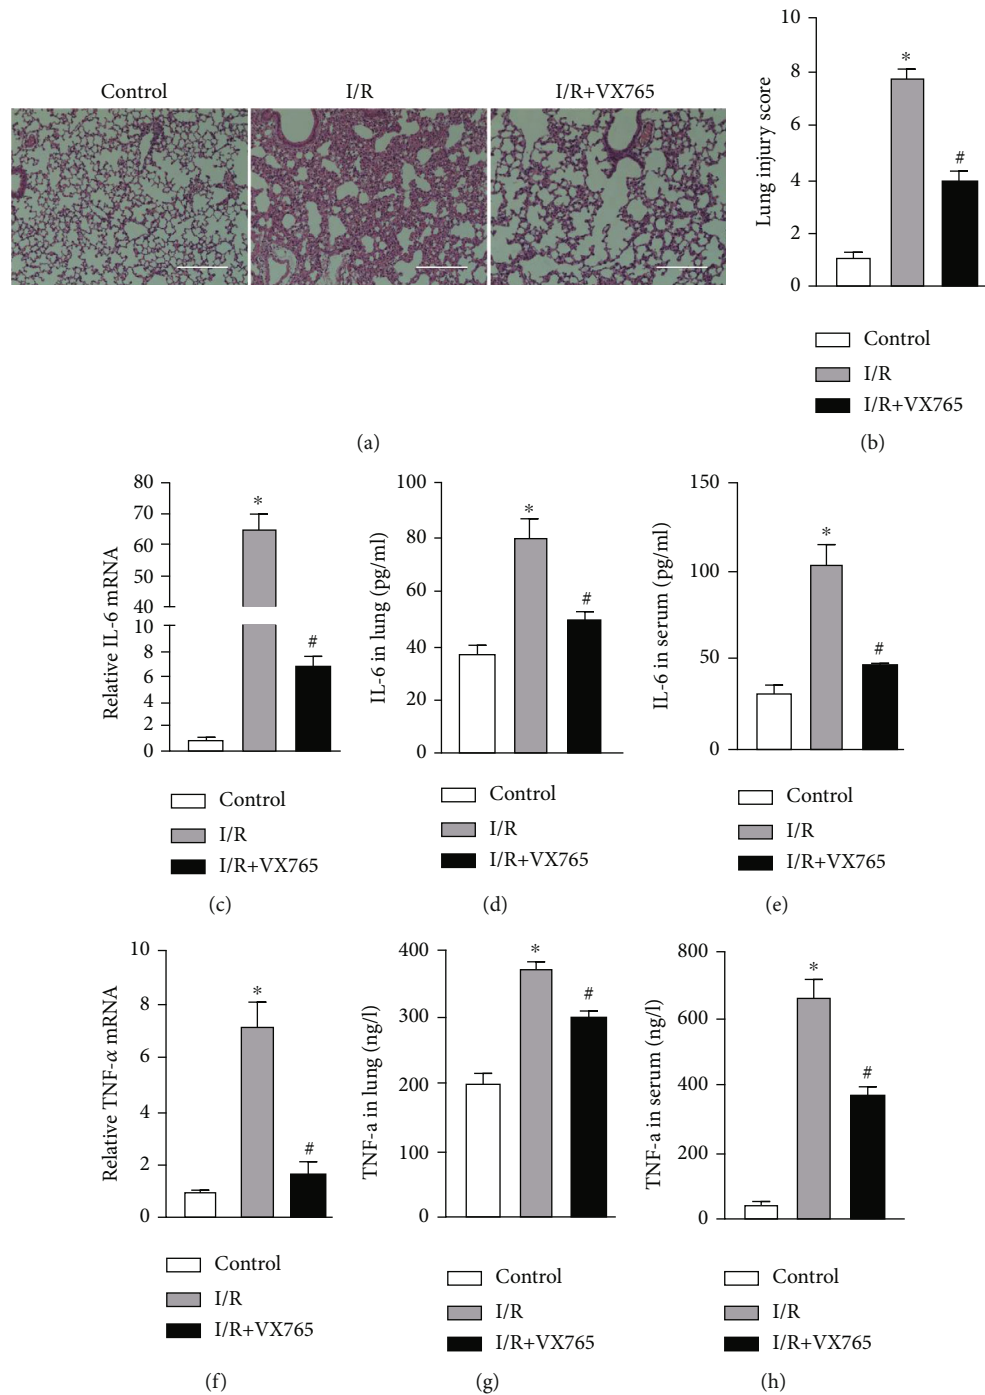 Control
I/R
I/R+VX765
Lung injury score
10
8
6
4
2
0
*
#
Control
I/R
I/R+VX765
(a)
(b)
Relative IL-6 mRNA
80
70
60
50
40
10
8
6
4
2
0
*
#
Control
I/R
I/R+VX765
(c)
IL-6 in lung (pg/ml)
100
80
60
40
20
0
*
#
Control
I/R
I/R+VX765
(d)
IL-6 in serum (pg/ml)
150
100
50
0
*
#
Control
I/R
I/R+VX765
(e)
Relative TNF-α mRNA
10
8
6
4
2
0
*
#
Control
I/R
I/R+VX765
(f)
TNF-a in lung (ng/l)
400
300
200
100
0
*
#
Control
I/R
I/R+VX765
(g)
TNF-a in serum (ng/l)
800
600
400
200
0
*
#
Control
I/R
I/R+VX765
(h)